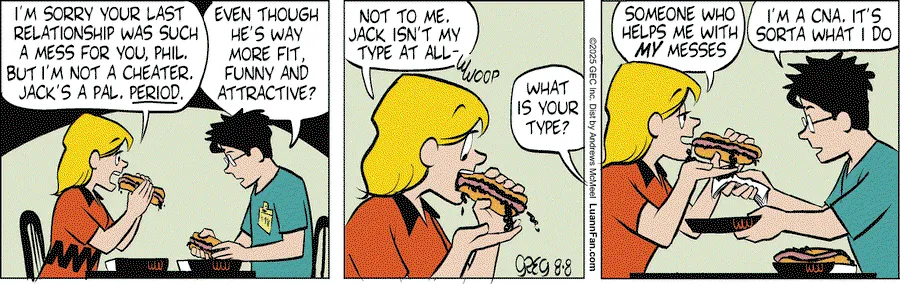 I'M SORRY YOUR LAST
RELATIONSHIP WAS SUCH
A MESS FOR YOU, PHIL.
BUT I'M NOT A CHEATER.
JACK'S A PAL. PERIOD.
EVEN THOUGH
HE'S WAY
MORE FIT,
FUNNY AND
ATTRACTIVE?
NOT TO ME.
JACK ISN'T MY
TYPE AT ALL-
WOOP
WHAT
IS YOUR
TYPE?
GREG 8-8
©2025 GEC Inc. Dist by Andrews McMeel LuannFan.com
SOMEONE WHO
HELPS ME WITH
MY MESSES
I'M A CNA. IT'S
SORTA WHAT I DO